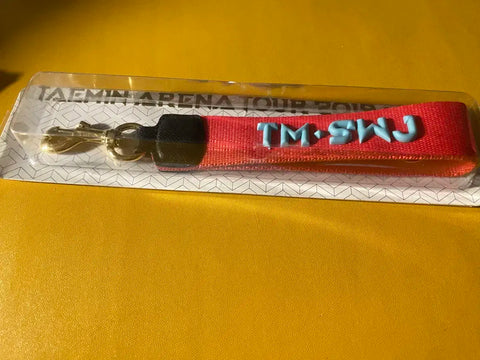 TAEMIN ARENA TOUR 2019
TM·SWJ